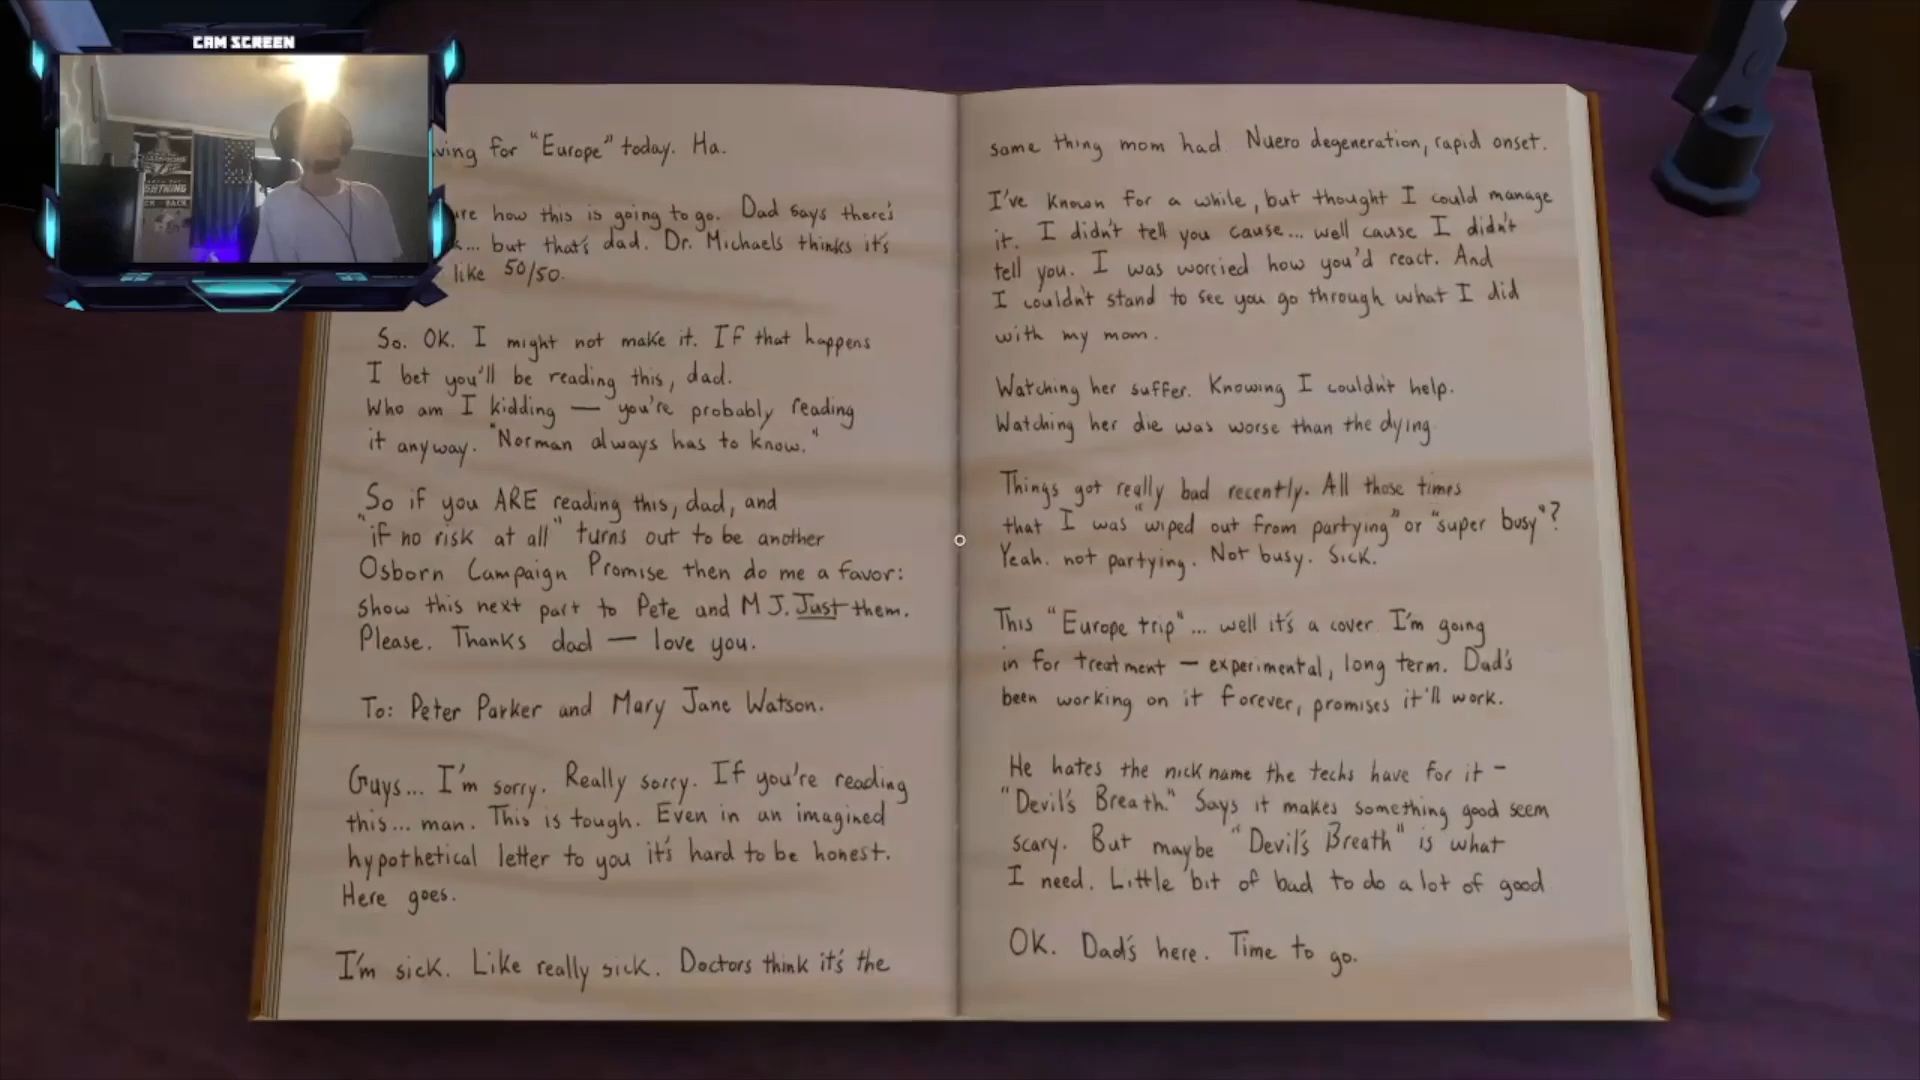 CAM SCREEN
for "Europe" today. Ha.
how this is going to go. Dad says there's
... but that's dad. Dr. Michaels thinks it's
like 50/50.
So. OK. I might not make it. If that happens
I bet you'll be reading this, dad.
Who am I kidding — you're probably reading
it anyway. "Norman always has to know."
So if you ARE reading this, dad, and
"if no risk at all" turns out to be another
Osborn Campaign Promise then do me a favor:
show this next part to Pete and MJ. Just them.
Please. Thanks dad — love you.
To: Peter Parker and Mary Jane Watson.
Guys... I'm sorry. Really sorry. If you're reading
this... man. This is tough. Even in an imagined
hypothetical letter to you it's hard to be honest.
Here goes.
I'm sick. Like really sick. Doctors think it's the
same thing mom had. Nuero degeneration, rapid onset.
I've known for a while, but thought I could manage
it. I didn't tell you cause... well cause I didn't
tell you. I was worried how you'd react. And
I couldn't stand to see you go through what I did
with my mom.
Watching her suffer. Knowing I couldn't help.
Watching her die was worse than the dying.
Things got really bad recently. All those times
that I was "wiped out from partying" or "super busy"?
Yeah. not partying. Not busy. Sick.
This "Europe trip"... well it's a cover. I'm going
in for treatment — experimental, long term. Dad's
been working on it forever, promises it'll work.
He hates the nickname the techs have for it -
"Devil's Breath." Says it makes something good seem
scary. But maybe "Devil's Breath" is what
I need. Little bit of bad to do a lot of good
OK. Dad's here. Time to go.